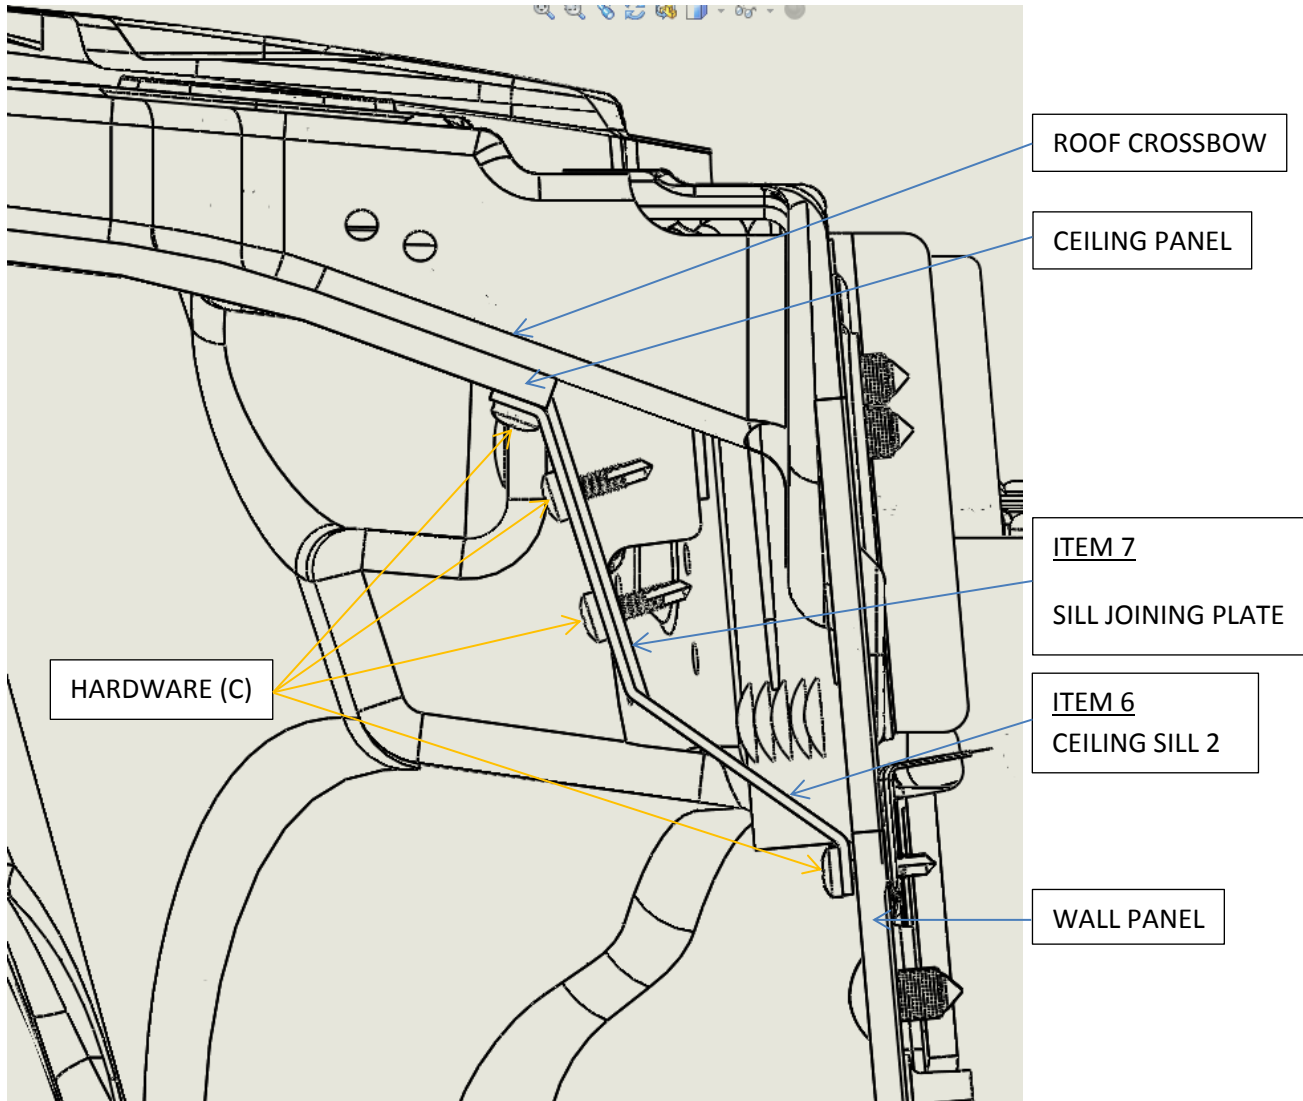 ROOF CROSSBOW
CEILING PANEL
ITEM 7
SILL JOINING PLATE
HARDWARE (C)
ITEM 6
CEILING SILL 2
WALL PANEL